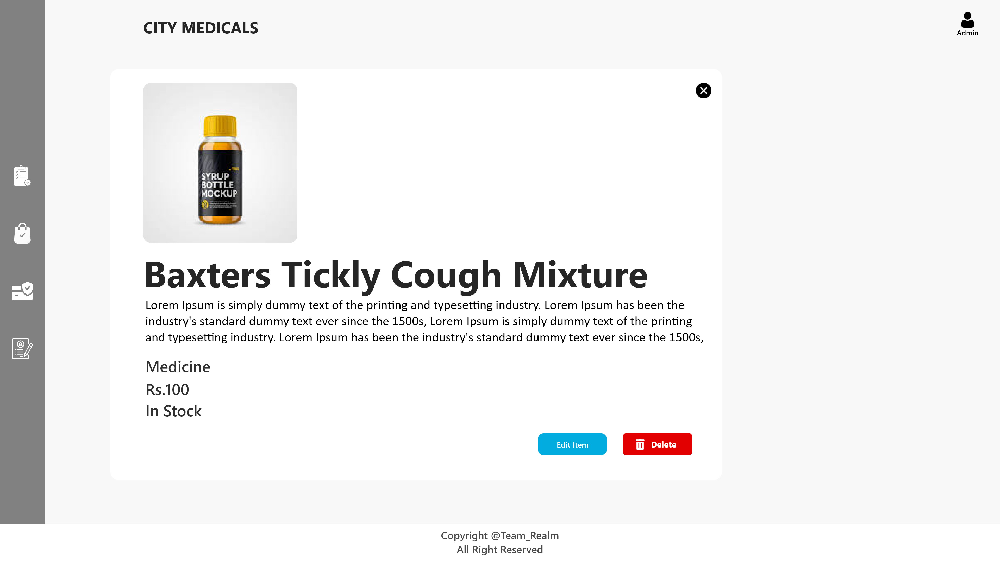 CITY MEDICALS
Admin
SYRUP
BOTTLE
MOCKUP
Baxters Tickly Cough Mixture
Lorem Ipsum is simply dummy text of the printing and typesetting industry. Lorem Ipsum has been the
industry's standard dummy text ever since the 1500s, Lorem Ipsum is simply dummy text of the printing
and typesetting industry. Lorem Ipsum has been the industry's standard dummy text ever since the 1500s,
Medicine
Rs.100
In Stock
Edit Item
Delete
Copyright @Team_Realm
All Right Reserved